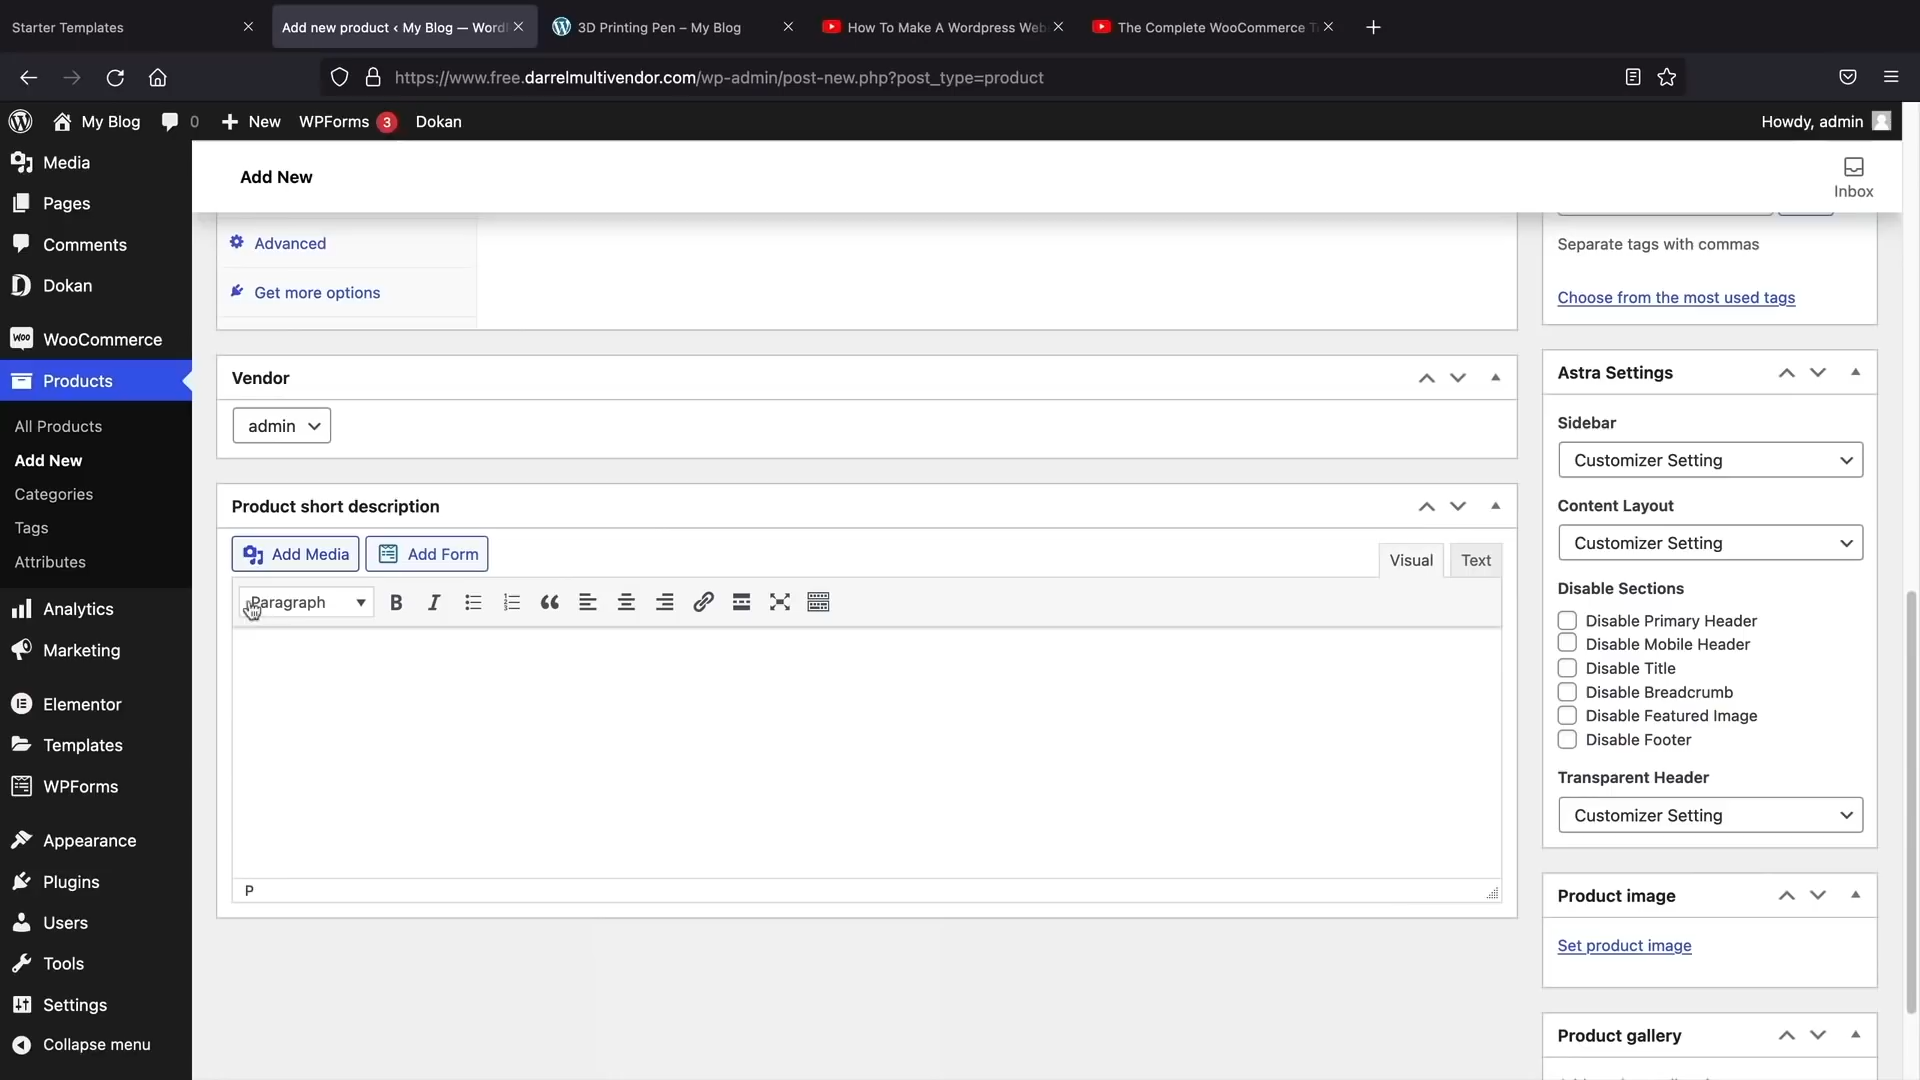 Starter Templates
Add new product ‹ My Blog — Word
3D Printing Pen – My Blog
How To Make A Wordpress Web
The Complete WooCommerce T
https://www.free.darrelmultivendor.com/wp-admin/post-new.php?post_type=product
My Blog
0
New
WPForms 3
Dokan
Howdy, admin
Media
Pages
Comments
Dokan
WooCommerce
Products
All Products
Add New
Categories
Tags
Attributes
Analytics
Marketing
Elementor
Templates
WPForms
Appearance
Plugins
Users
Tools
Settings
Collapse menu
Add New
Inbox
Advanced
Get more options
Vendor
admin
Product short description
Add Media
Add Form
Visual
Text
Paragraph
P
Separate tags with commas
Choose from the most used tags
Astra Settings
Sidebar
Customizer Setting
Content Layout
Customizer Setting
Disable Sections
Disable Primary Header
Disable Mobile Header
Disable Title
Disable Breadcrumb
Disable Featured Image
Disable Footer
Transparent Header
Customizer Setting
Product image
Set product image
Product gallery